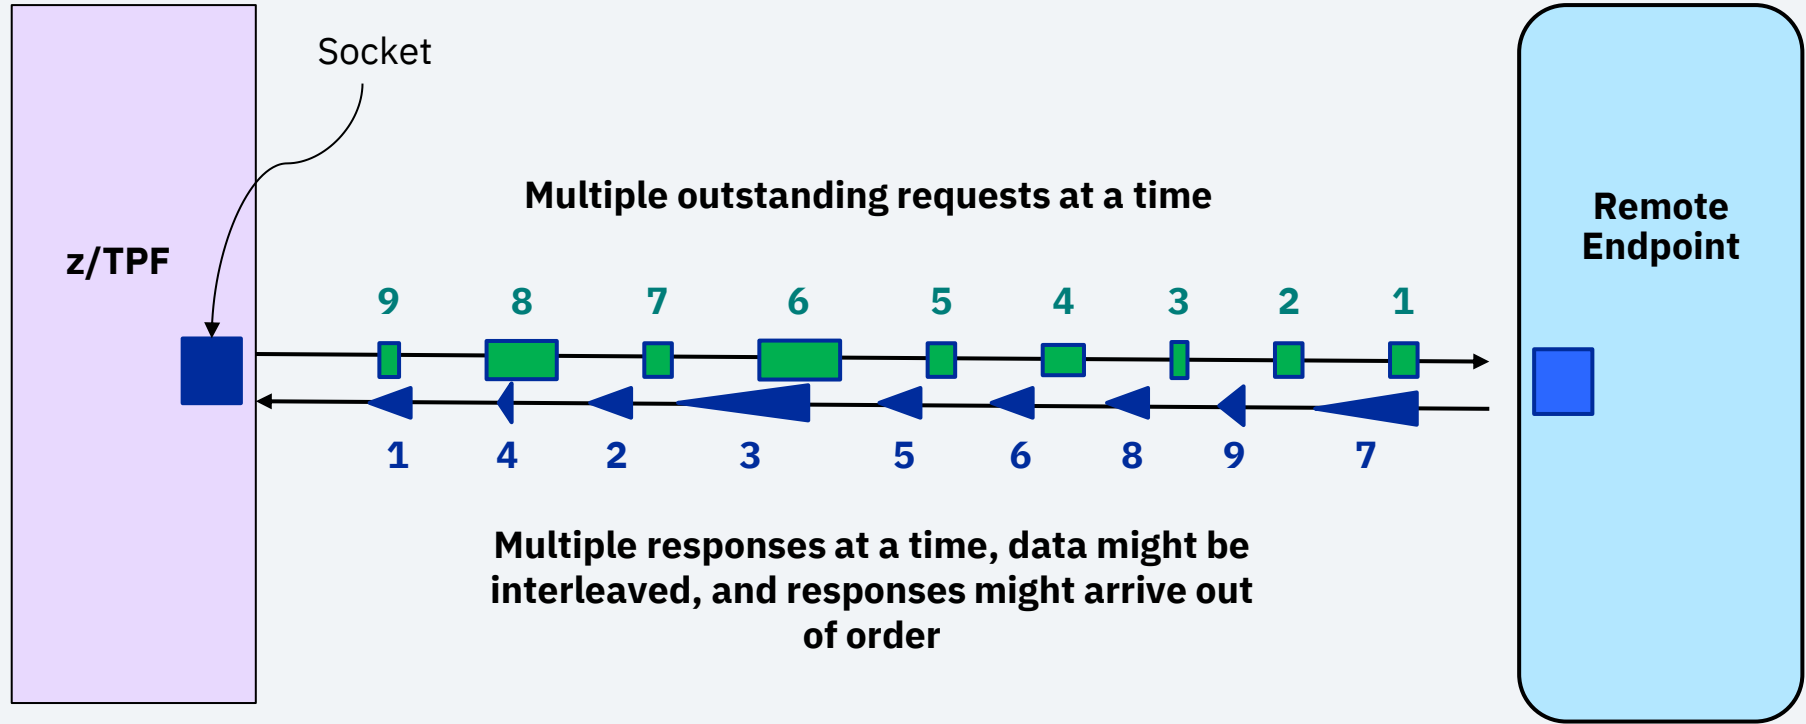 Socket
Multiple outstanding requests at a time
Remote
Endpoint
z/TPF
9 8 7 6 5 4 3 2 1
1 4 2 3 5 6 8 9 7
Multiple responses at a time, data might be
interleaved, and responses might arrive out
of order